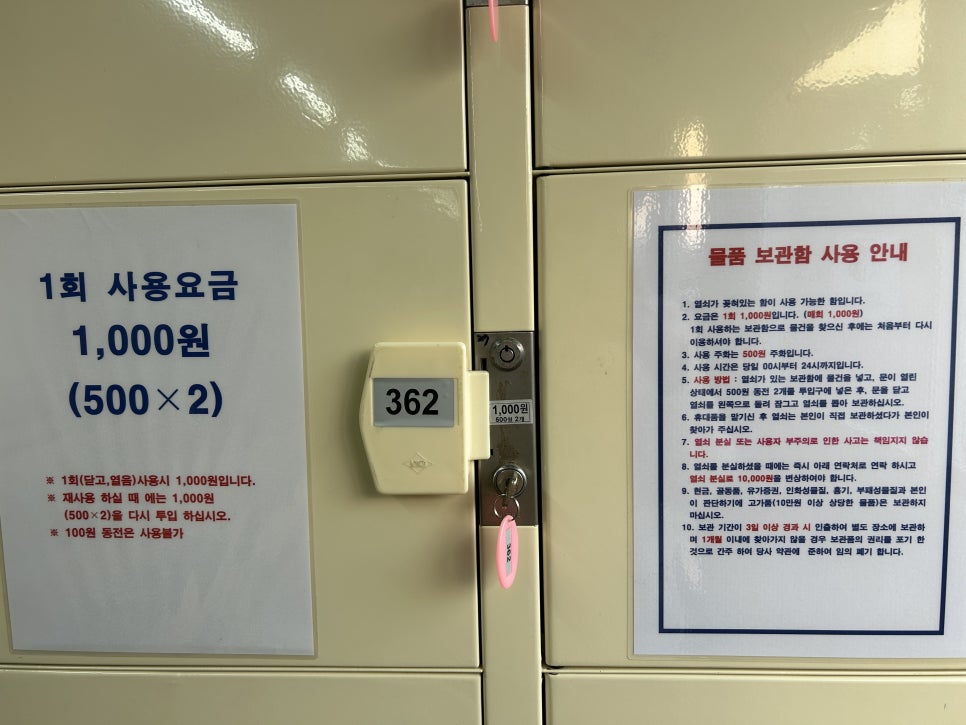 1회 사용요금
1,000원
(500×2)
※ 1회(닫고,열음)사용시 1,000원입니다.
※ 재사용 하실 때 에는 1,000원
(500×2)을 다시 투입 하십시오.
※ 100원 동전은 사용불가
362
1,000원
500원 2개
362
물품 보관함 사용 안내
1. 열쇠가 꽂혀있는 함이 사용 가능한 함입니다.
2. 요금은 1회 1,000원입니다. (매회 1,000원)
1회 사용하는 보관함으로 물건을 찾으신 후에는 처음부터 다시
이용하셔야 합니다.
3. 사용 주화는 500원 주화입니다.
4. 사용 시간은 당일 00시부터 24시까지입니다.
5. 사용 방법 : 열쇠가 있는 보관함에 물건을 넣고, 문이 열린
상태에서 500원 동전 2개를 투입구에 넣은 후, 문을 닫고
열쇠를 왼쪽으로 돌려 잠그고 열쇠를 뽑아 보관하십시오.
6. 휴대품을 맡기신 후 열쇠는 본인이 직접 보관하셨다가 본인이
찾아가 주십시오.
7. 열쇠 분실 또는 사용자 부주의로 인한 사고는 책임지지 않습
니다.
8. 열쇠를 분실하셨을 때에는 즉시 아래 연락처로 연락 하시고
열쇠 분실로 10,000원을 변상하여야 합니다.
9. 현금, 골동품, 유가증권, 인화성물질, 흉기, 부패성물질과 본인
이 판단하기에 고가품(10만원 이상 상당한 물품)은 보관하지
마십시오.
10. 보관 기간이 3일 이상 경과 시 인출하여 별도 장소에 보관하
며 1개월 이내에 찾아가지 않을 경우 보관품의 권리를 포기 한
것으로 간주 하여 당사 약관에 준하여 임의 폐기 합니다.